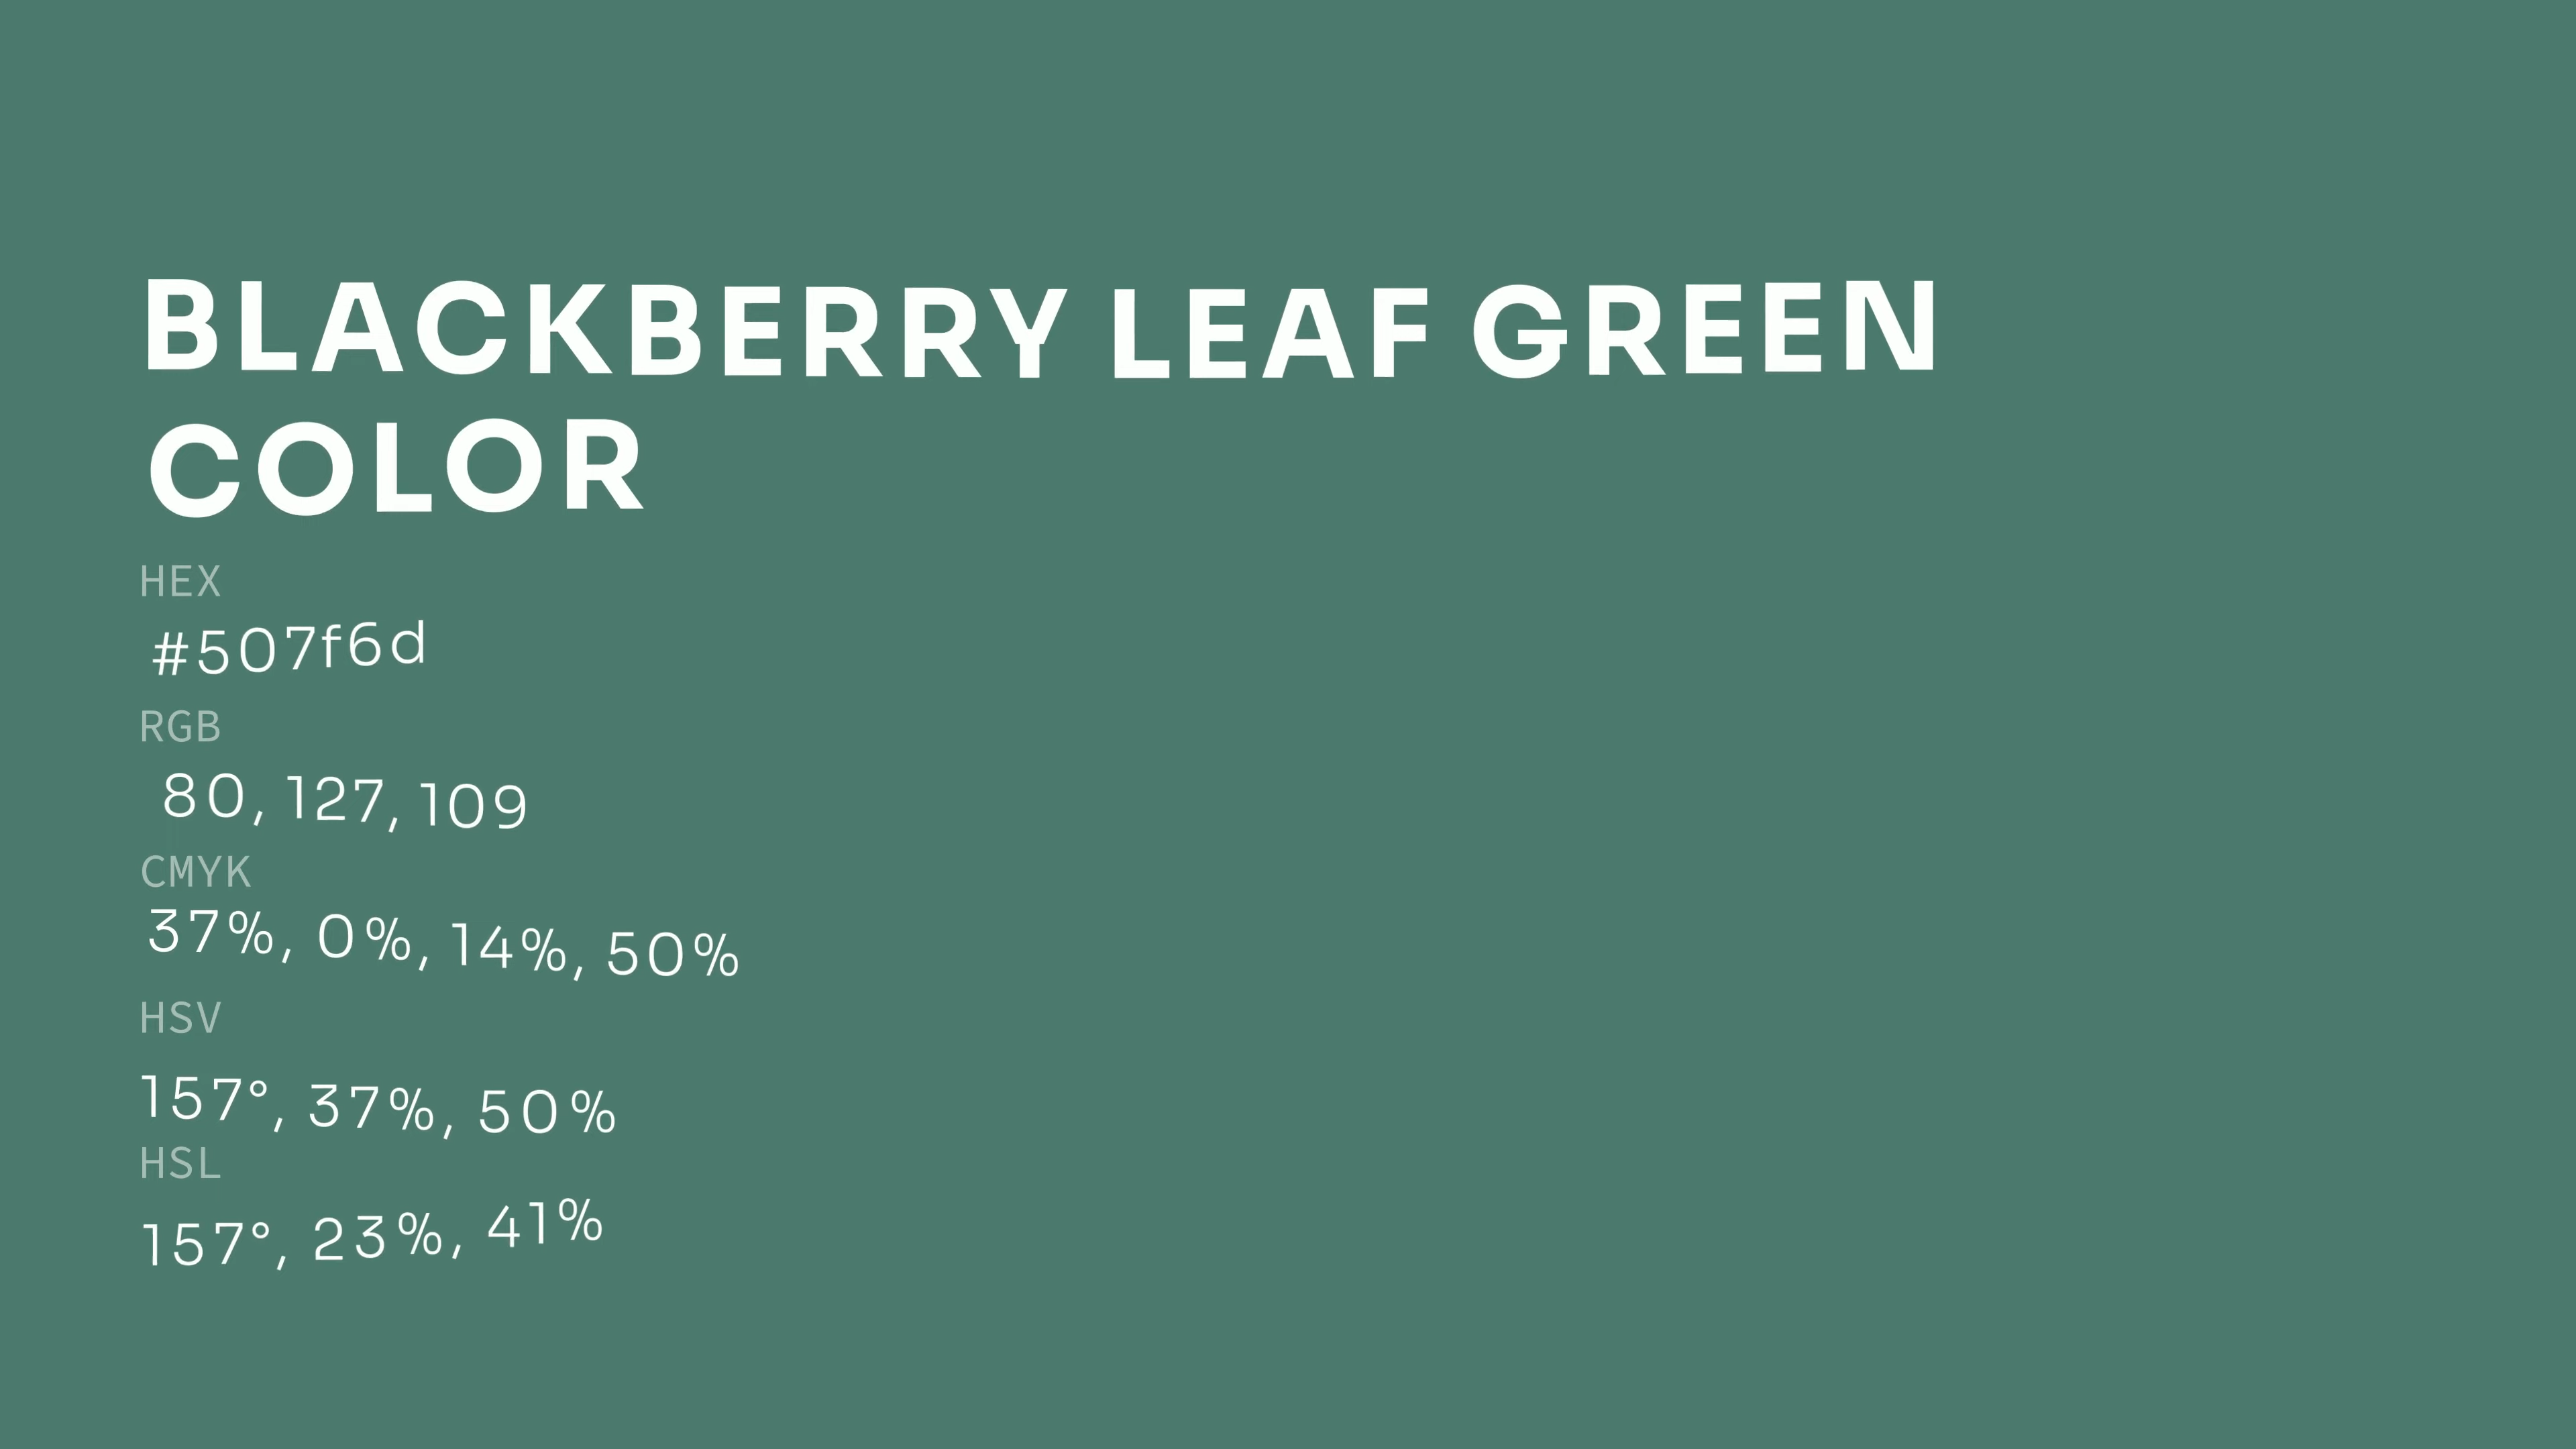 BLACKBERRY LEAF GREEN
COLOR
HEX
#507f6d
RGB
80, 127, 109
CMYK
37%, 0%, 14%, 50%
HSV
157°, 37%, 50%
HSL
157°, 23%, 41%